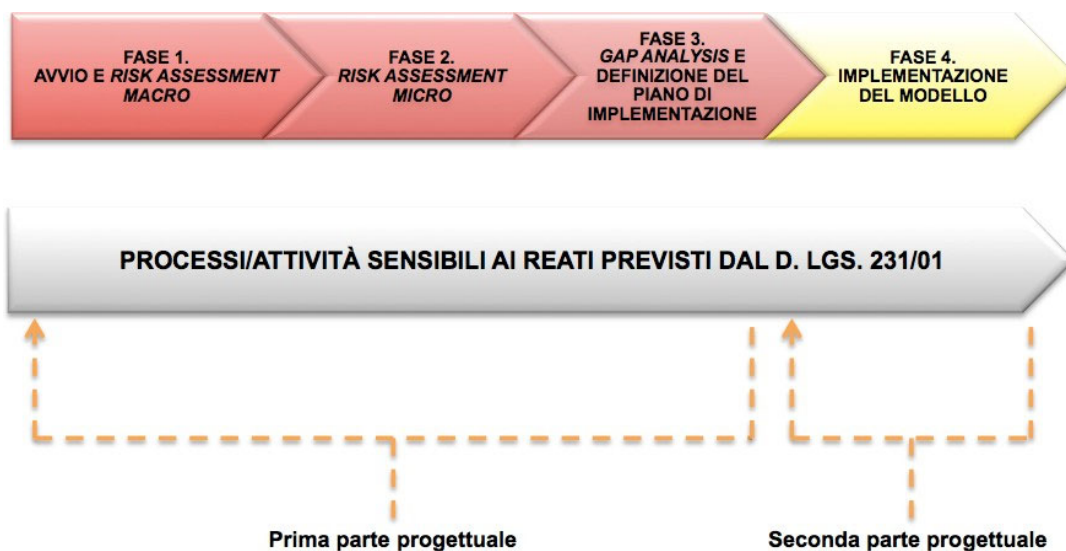 FASE 1.
AVVIO E RISK ASSESSMENT
MACRO
FASE 2.
RISK ASSESSMENT
MICRO
FASE 3.
GAP ANALYSIS E
DEFINIZIONE DEL
PIANO DI
IMPLEMENTAZIONE
FASE 4.
IMPLEMENTAZIONE
DEL MODELLO
PROCESSI/ATTIVITÀ SENSIBILI AI REATI PREVISTI DAL D. LGS. 231/01
Prima parte progettuale
Seconda parte progettuale